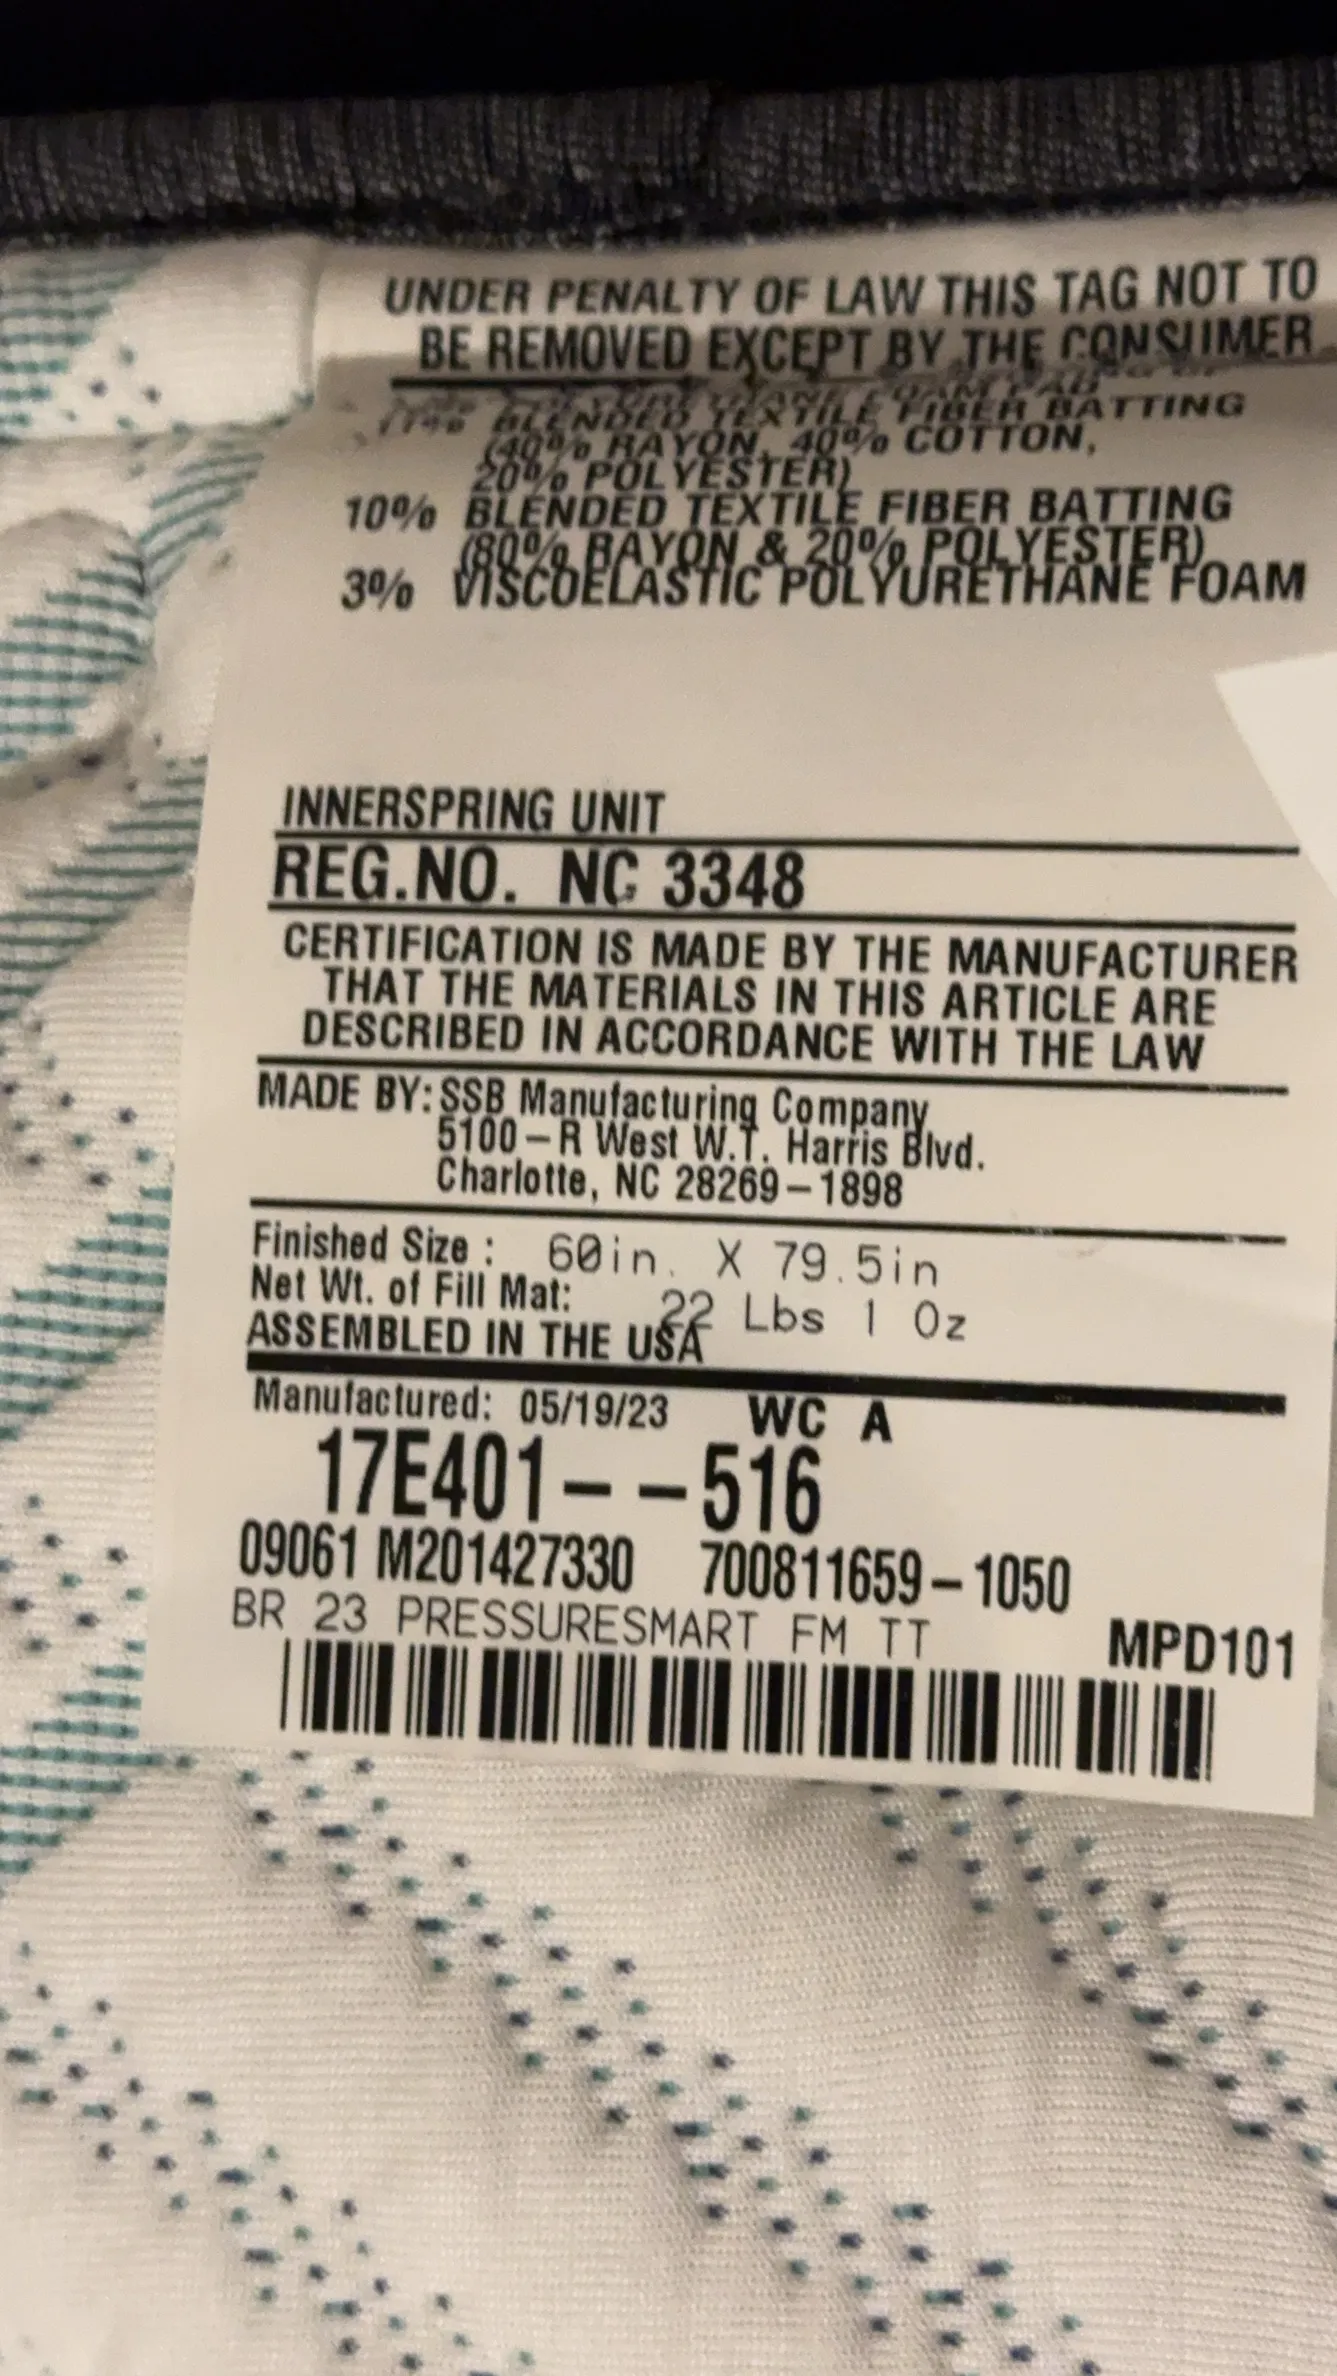 UNDER PENALTY OF LAW THIS TAG NOT TO
BE REMOVED EXCEPT BY THE CONSUMER
FOAM PAD
BLENDED TEXTILE FIBER BATTING
(40% RAYON, 40% COTTON,
20% POLYESTER)
10% BLENDED TEXTILE FIBER BATTING
(80% RAYON & 20% POLYESTER)
3% VISCOELASTIC POLYURETHANE FOAM
INNERSPRING UNIT
REG.NO. NC 3348
CERTIFICATION IS MADE BY THE MANUFACTURER
THAT THE MATERIALS IN THIS ARTICLE ARE
DESCRIBED IN ACCORDANCE WITH THE LAW
MADE BY: SSB Manufacturing Company
5100-R West W.T. Harris Blvd.
Charlotte, NC 28269-1898
Finished Size : 60in. X 79.5in
Net Wt. of Fill Mat: 22 Lbs 1 Oz
ASSEMBLED IN THE USA
Manufactured: 05/19/23 WC A
17E401--516
09061 M201427330 700811659-1050
BR 23 PRESSURESMART FM TT
MPD101